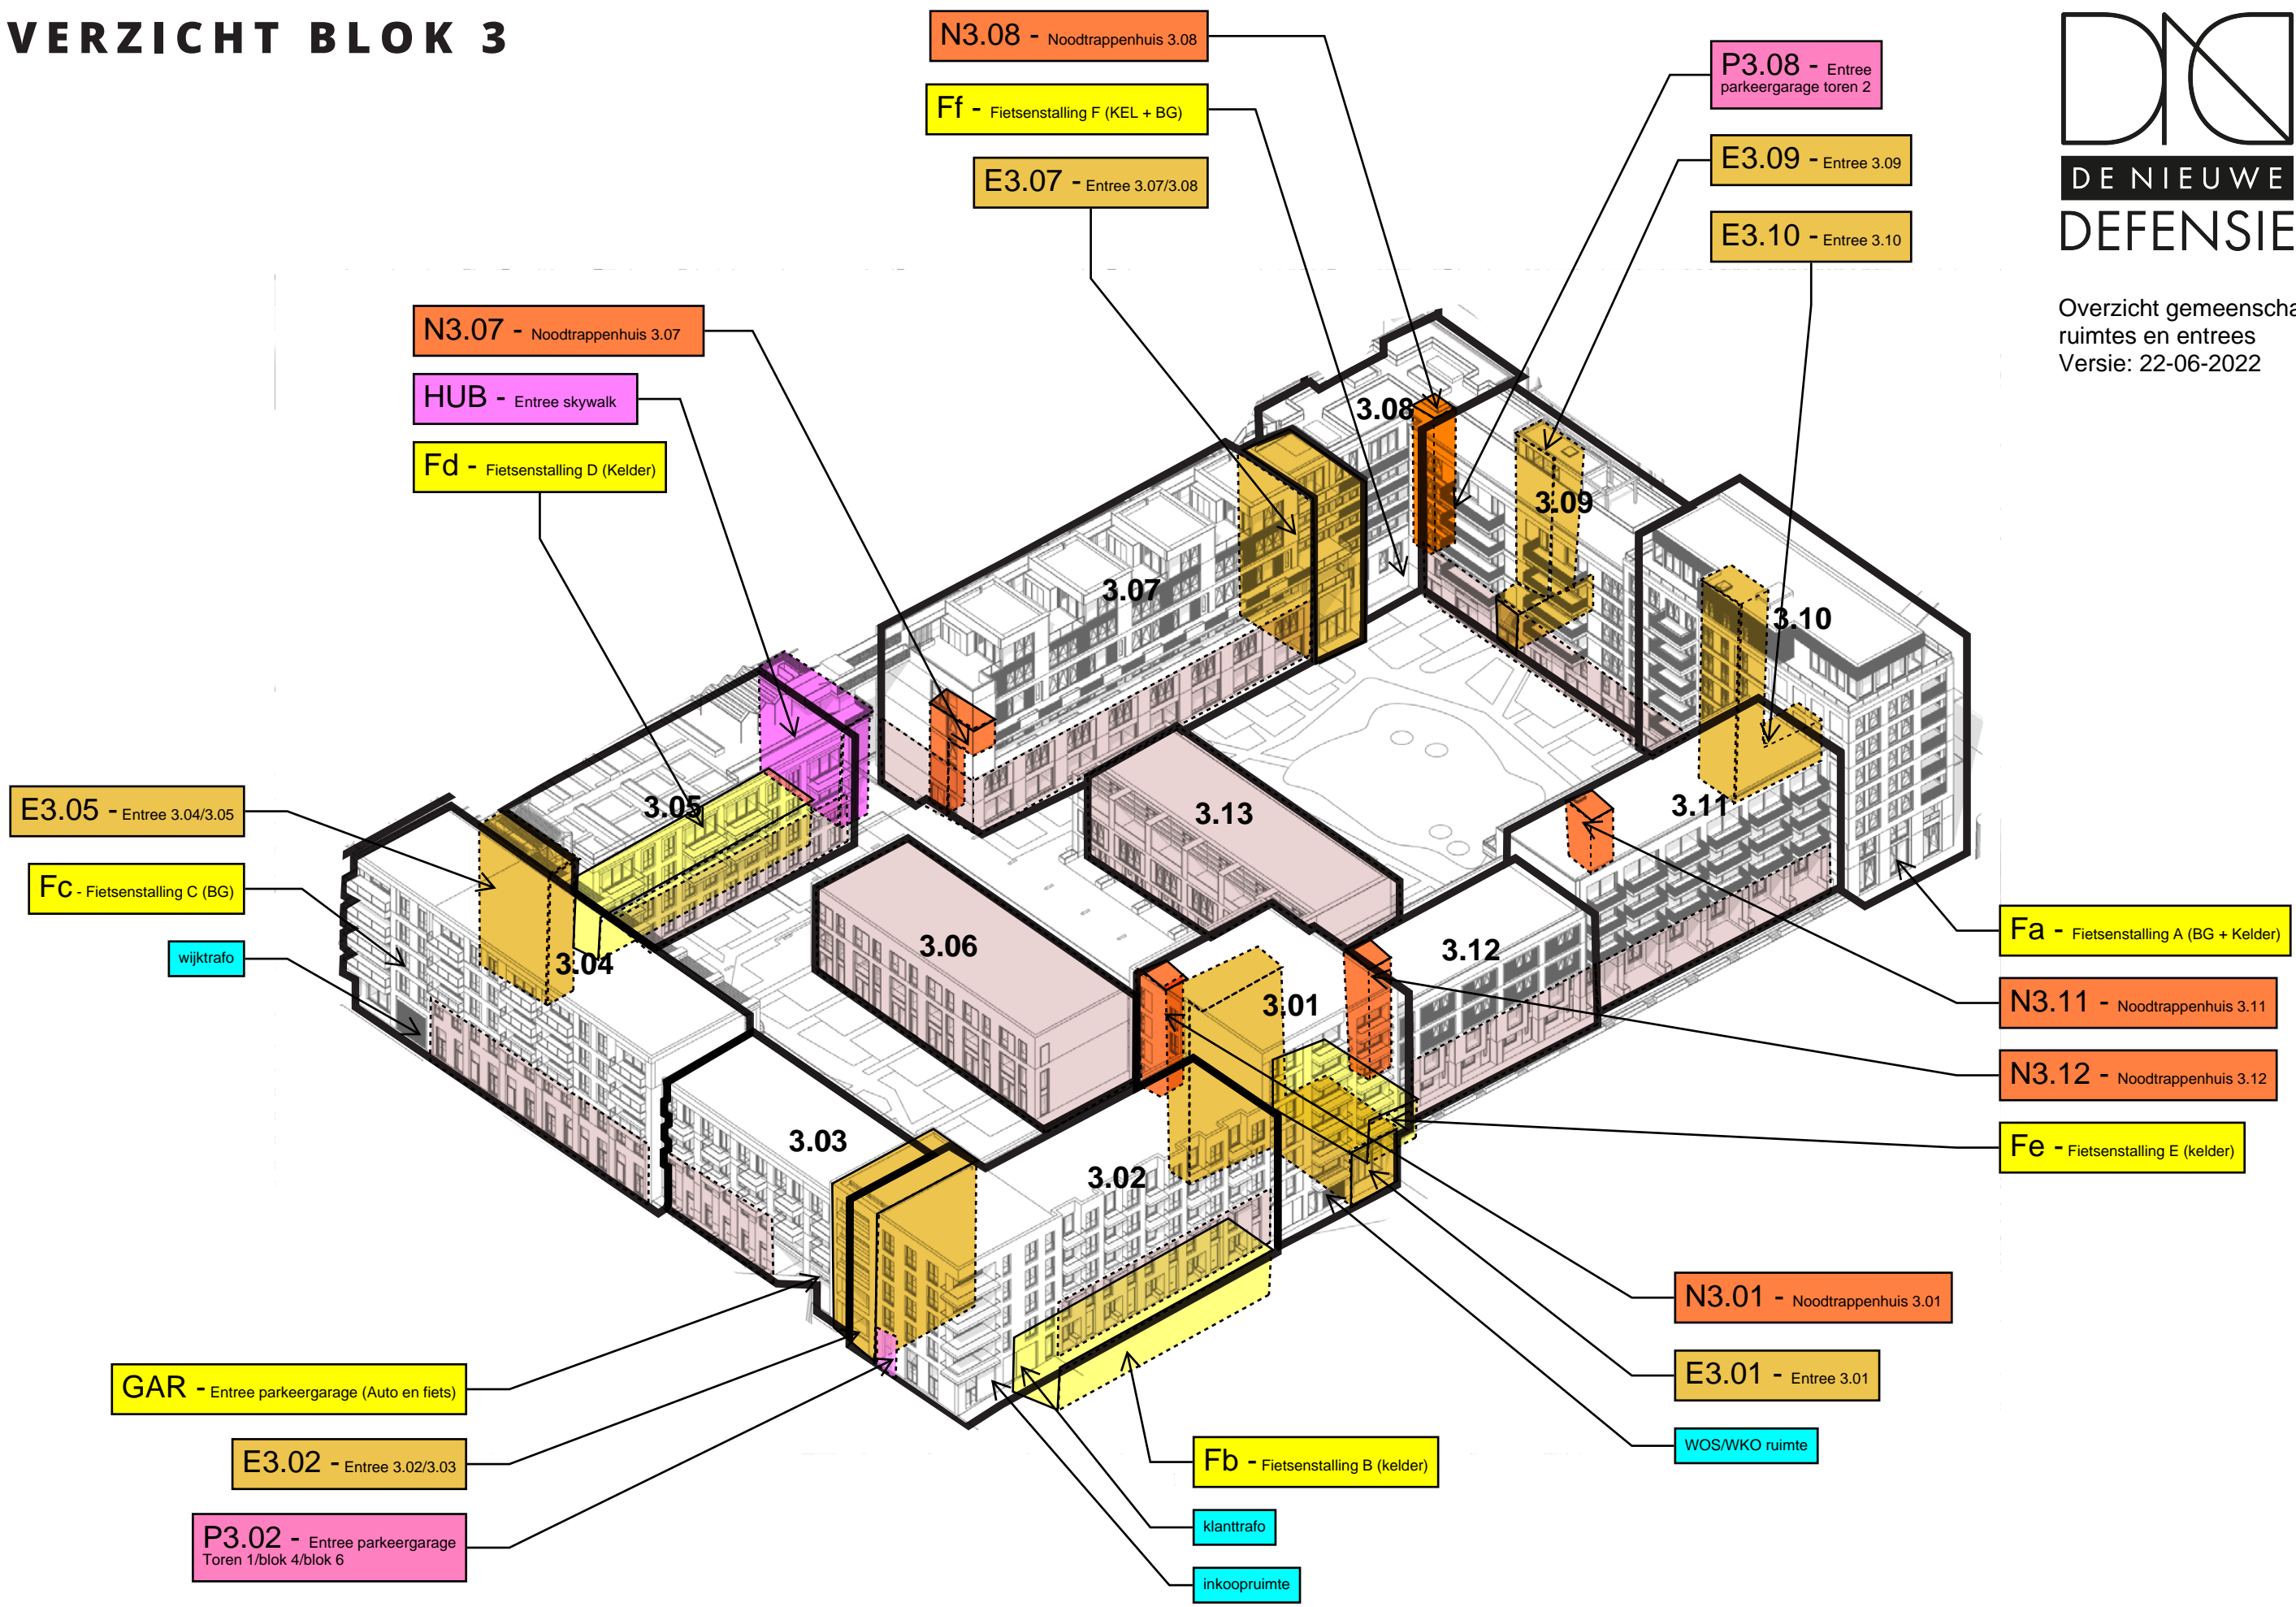 VERZICHT BLOK 3
DE NIEUWE
DEFENSIE
Overzicht gemeenscha
ruimtes en entrees
Versie: 22-06-2022
N3.08 - Noodtrappenhuis 3.08
Ff - Fietsenstalling F (KEL + BG)
E3.07 - Entree 3.07/3.08
P3.08 - Entree
parkeergarage toren 2
E3.09 - Entree 3.09
E3.10 - Entree 3.10
N3.07 - Noodtrappenhuis 3.07
HUB - Entree skywalk
Fd - Fietsenstalling D (Kelder)
E3.05 - Entree 3.04/3.05
Fc - Fietsenstalling C (BG)
wijktrafo
3.08
3.09
3.07
3.10
3.05
3.13
3.11
3.06
3.12
3.04
3.01
3.03
3.02
Fa - Fietsenstalling A (BG + Kelder)
N3.11 - Noodtrappenhuis 3.11
N3.12 - Noodtrappenhuis 3.12
Fe - Fietsenstalling E (kelder)
N3.01 - Noodtrappenhuis 3.01
E3.01 - Entree 3.01
WOS/WKO ruimte
GAR - Entree parkeergarage (Auto en fiets)
E3.02 - Entree 3.02/3.03
P3.02 - Entree parkeergarage
Toren 1/blok 4/blok 6
Fb - Fietsenstalling B (kelder)
klanttrafo
inkoopruimte